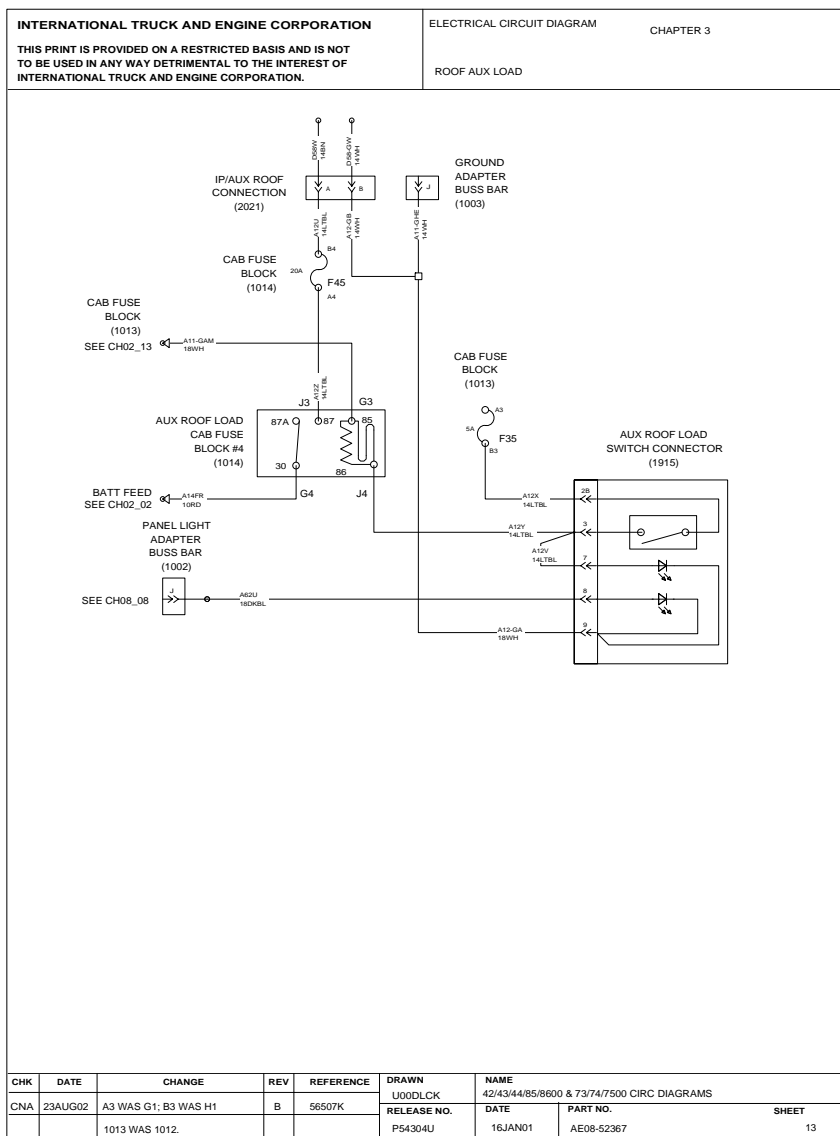 INTERNATIONAL TRUCK AND ENGINE CORPORATION
THIS PRINT IS PROVIDED ON A RESTRICTED BASIS AND IS NOT
TO BE USED IN ANY WAY DETRIMENTAL TO THE INTEREST OF
INTERNATIONAL TRUCK AND ENGINE CORPORATION.
ELECTRICAL CIRCUIT DIAGRAM
CHAPTER 3
ROOF AUX LOAD
D58W
14BN
D58-GW
14WH
IP/AUX ROOF
CONNECTION
(2021)
A
B
J
GROUND
ADAPTER
BUSS BAR
(1003)
A12U
14LTBL
A12-GB
14WH
A11-GHE
14WH
CAB FUSE
BLOCK
(1014)
20A
B4
F45
A4
CAB FUSE
BLOCK
(1013)
SEE CH02_13
A11-GAM
18WH
A12Z
14LTBL
CAB FUSE
BLOCK
(1013)
A3
5A
F35
B3
J3
G3
AUX ROOF LOAD
CAB FUSE
BLOCK #4
(1014)
87A
87
85
30
86
G4
J4
AUX ROOF LOAD
SWITCH CONNECTOR
(1915)
BATT FEED
SEE CH02_02
A14FR
10RD
A12X
14LTBL
2B
A12Y
14LTBL
3
A12V
14LTBL
7
PANEL LIGHT
ADAPTER
BUSS BAR
(1002)
SEE CH08_08
J
A62U
18DKBL
8
A12-GA
18WH
9
CHK DATE CHANGE REV REFERENCE
CNA 23AUG02 A3 WAS G1; B3 WAS H1 B 56507K
1013 WAS 1012.
DRAWN
U00DLCK
NAME
42/43/44/85/8600 & 73/74/7500 CIRC DIAGRAMS
RELEASE NO. DATE PART NO. SHEET
P54304U 16JAN01 AE08-52367 13